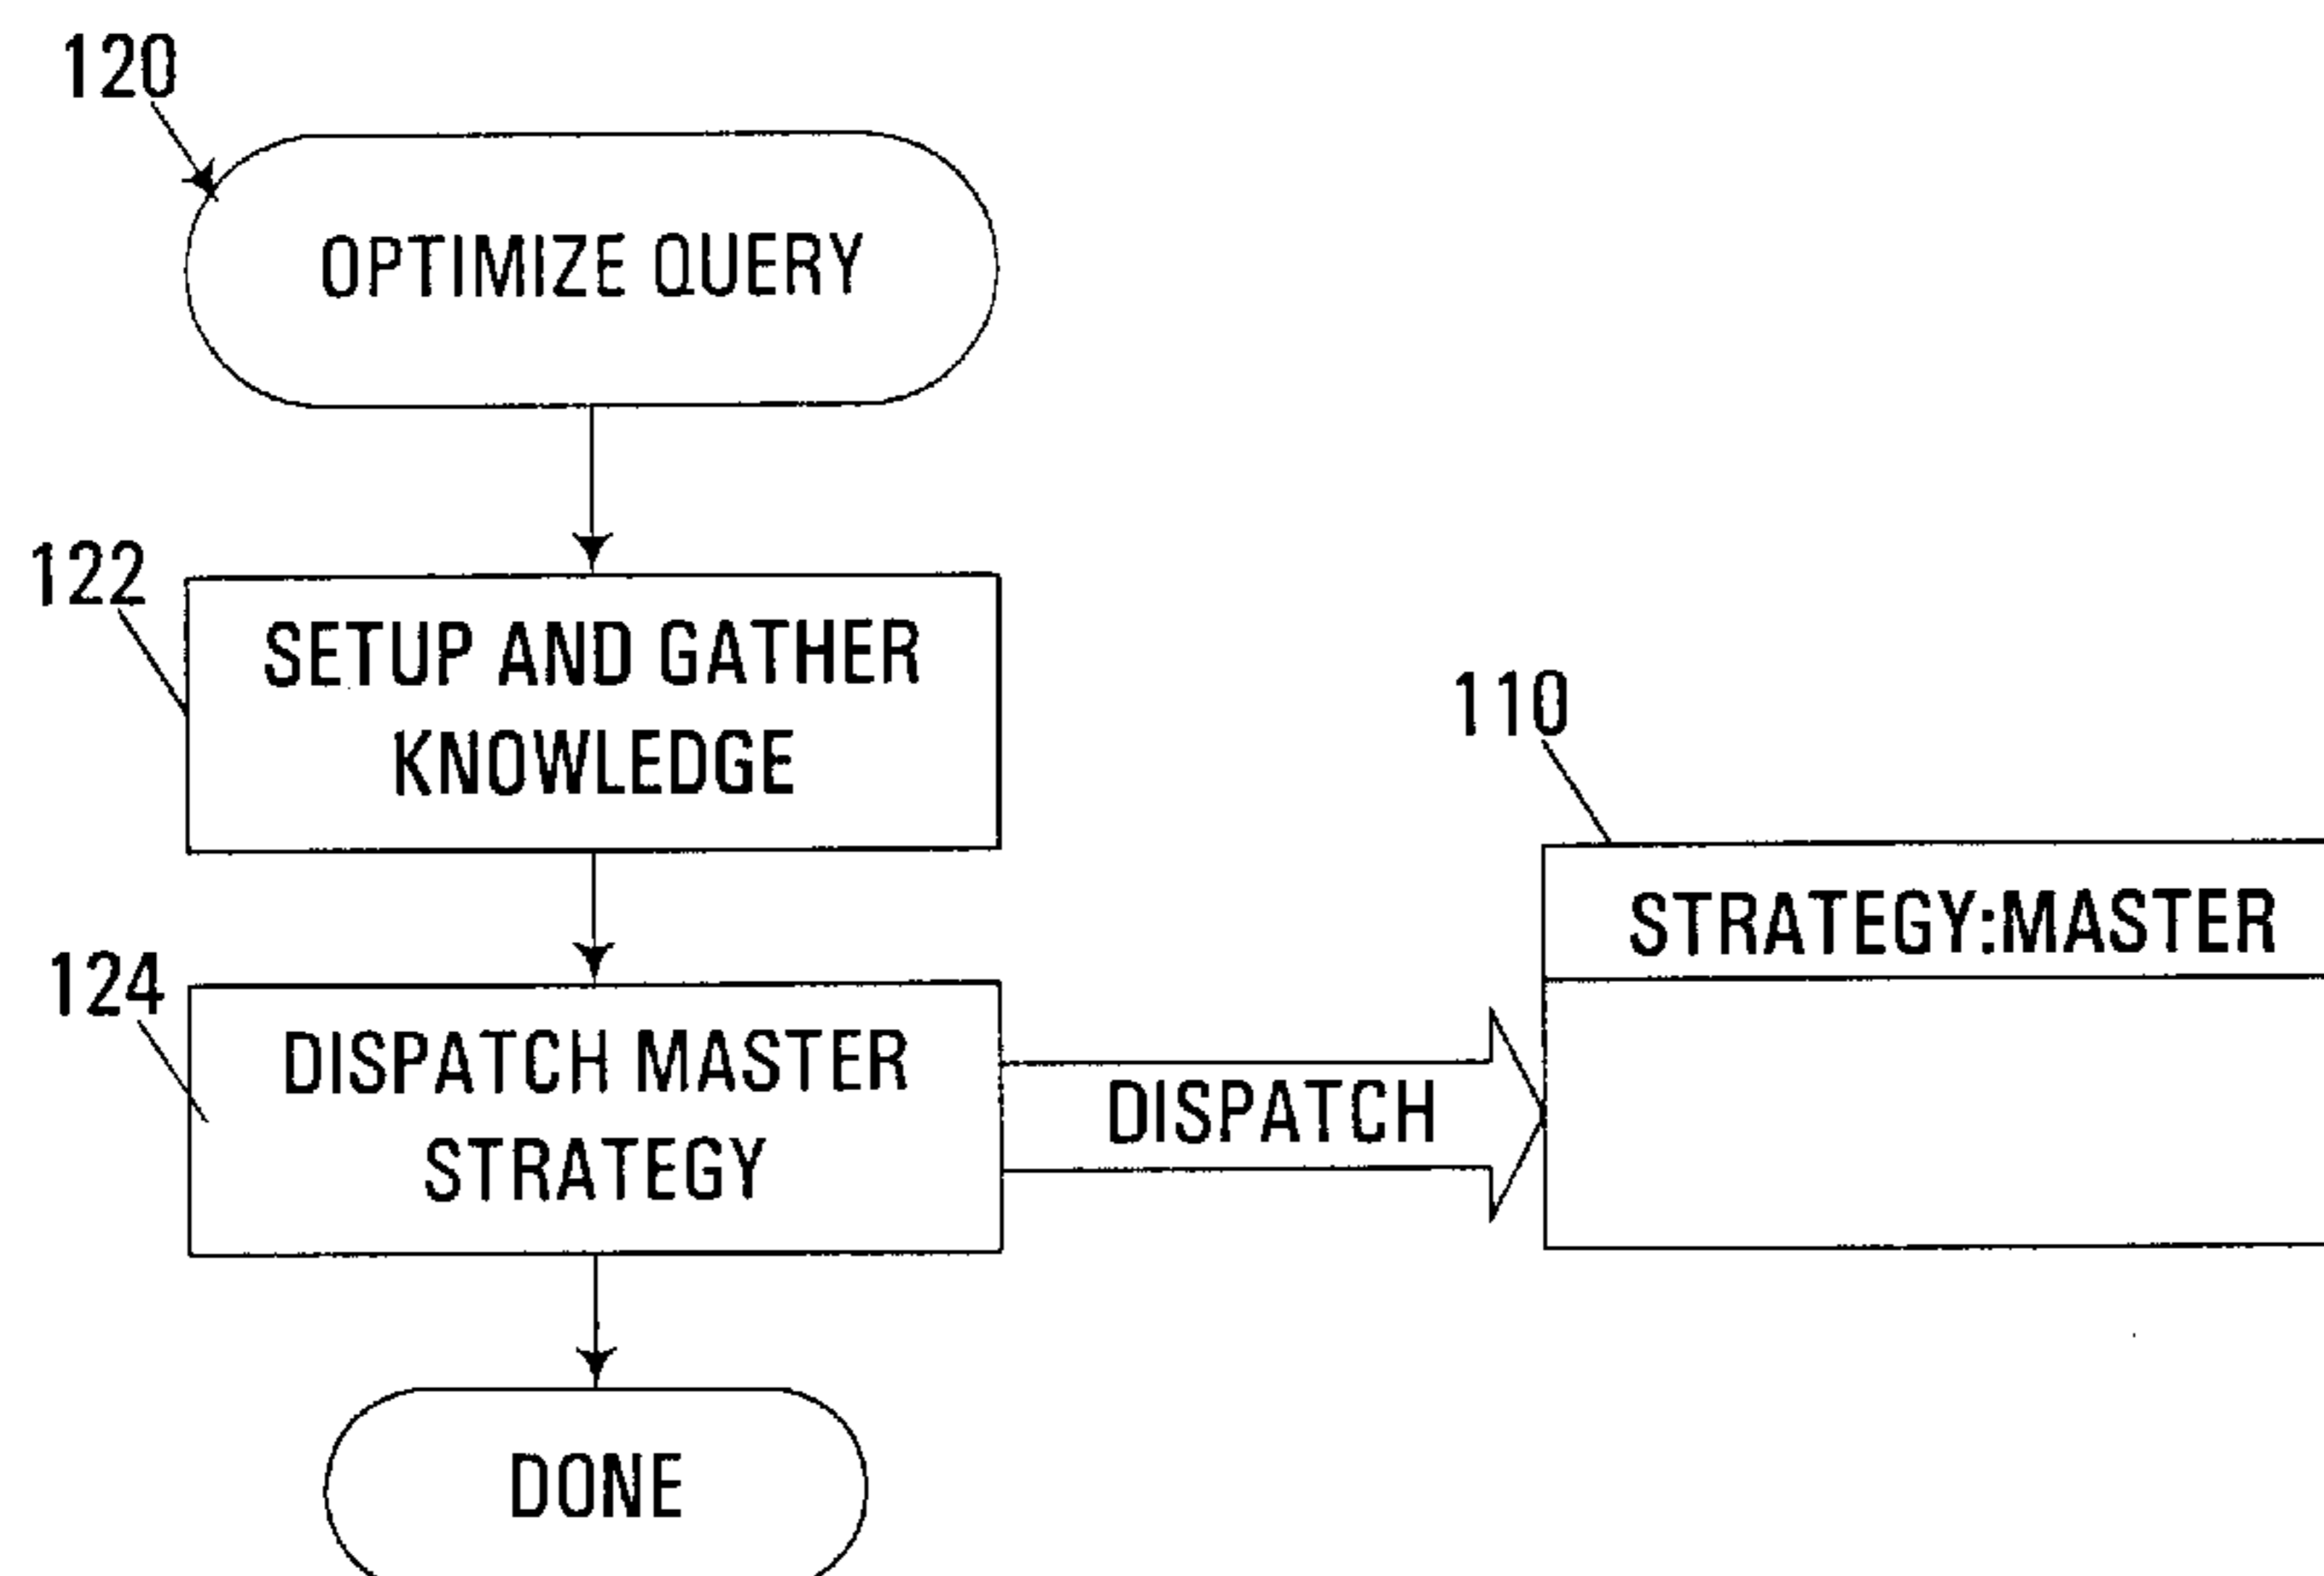 120
OPTIMIZE QUERY
122
SETUP AND GATHER
KNOWLEDGE
110
STRATEGY:MASTER
124
DISPATCH MASTER
STRATEGY
DISPATCH
DONE